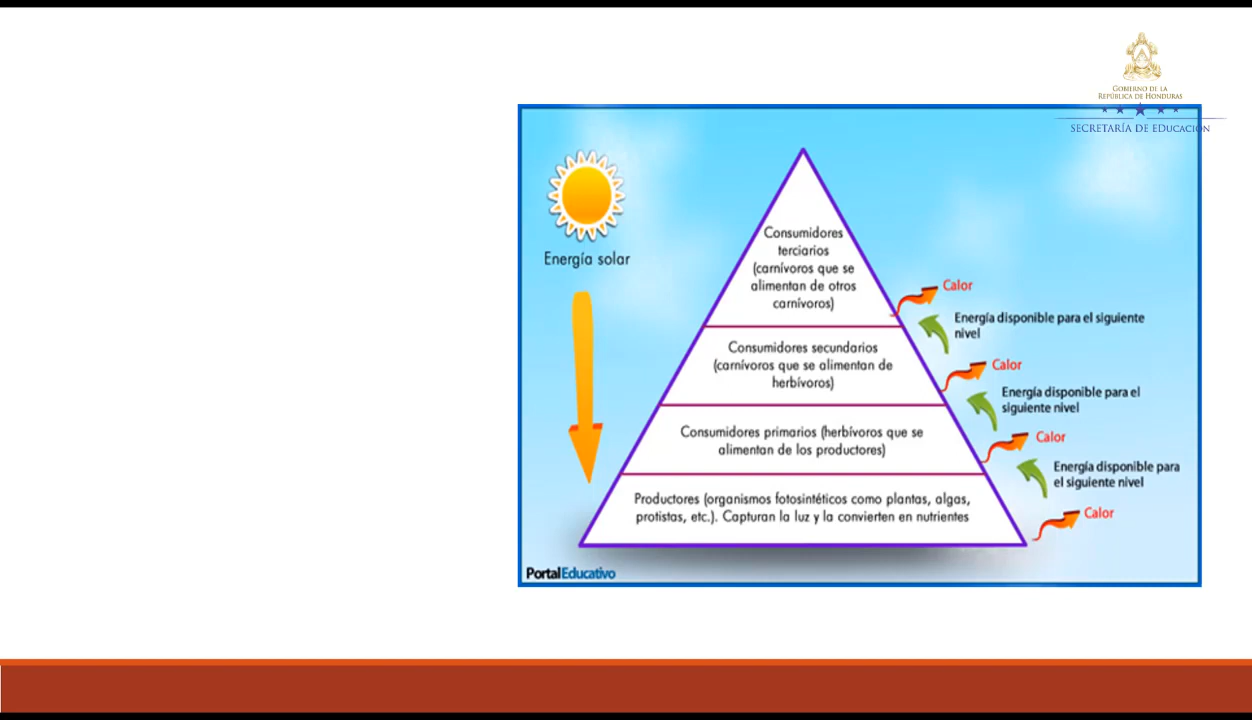 GOBIERNO DE LA
REPÚBLICA DE HONDURAS
SECRETARÍA DE EDUCACIÓN
Energía solar
Consumidores
terciarios
(carnívoros que se
alimentan de otros
carnívoros)
Calor
Energía disponible para el siguiente
nivel
Consumidores secundarios
(carnívoros que se alimentan de
herbívoros)
Calor
Energía disponible para el
siguiente nivel
Consumidores primarios (herbívoros que se
alimentan de los productores)
Calor
Energía disponible para
el siguiente nivel
Productores (organismos fotosintéticos como plantas, algas,
protistas, etc.). Capturan la luz y la convierten en nutrientes
Calor
PortalEducativo